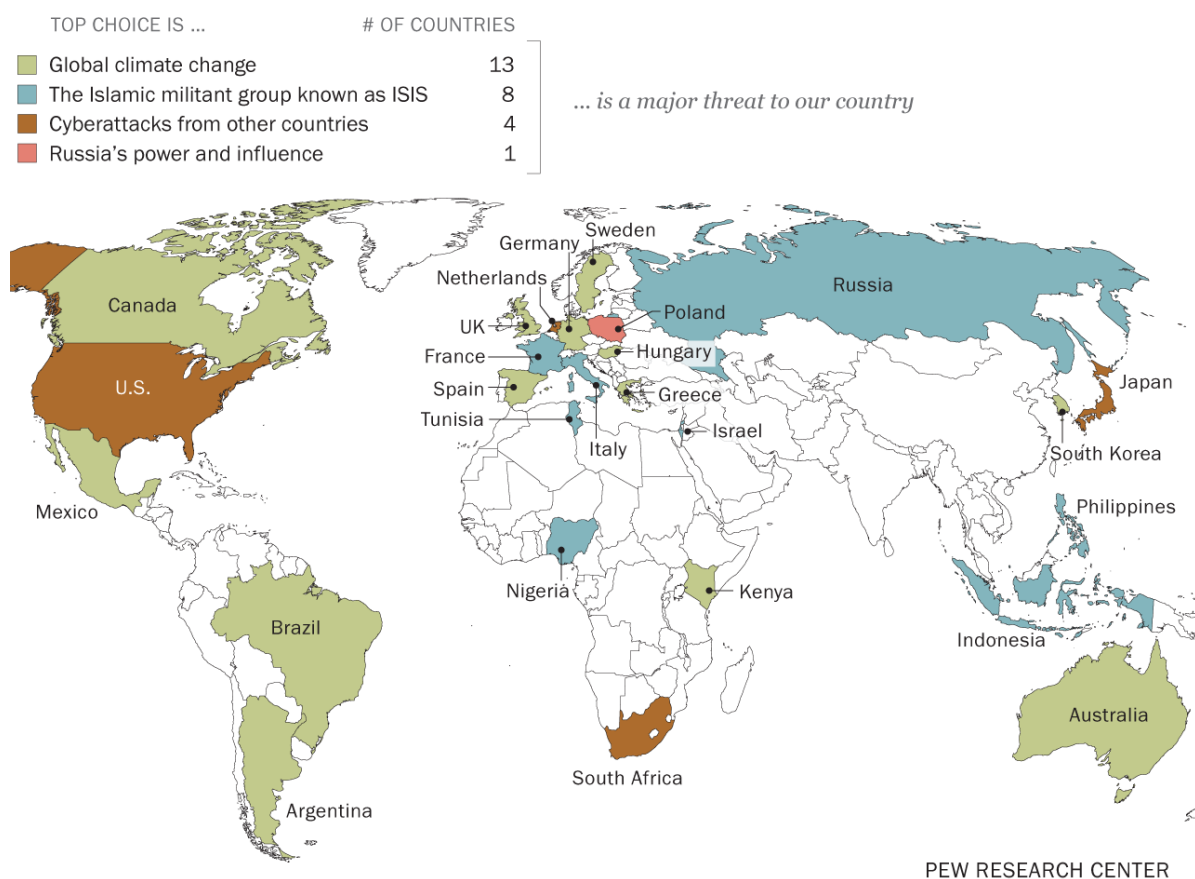 TOP CHOICE IS ... # OF COUNTRIES
Global climate change 13
The Islamic militant group known as ISIS 8
Cyberattacks from other countries 4
Russia’s power and influence 1
... is a major threat to our country
Sweden
Germany
Netherlands
Russia
Canada
UK
Poland
France
Hungary
U.S.
Spain
Greece
Japan
Tunisia
Israel
Italy
South Korea
Mexico
Philippines
Nigeria
Kenya
Brazil
Indonesia
Australia
South Africa
Argentina
PEW RESEARCH CENTER